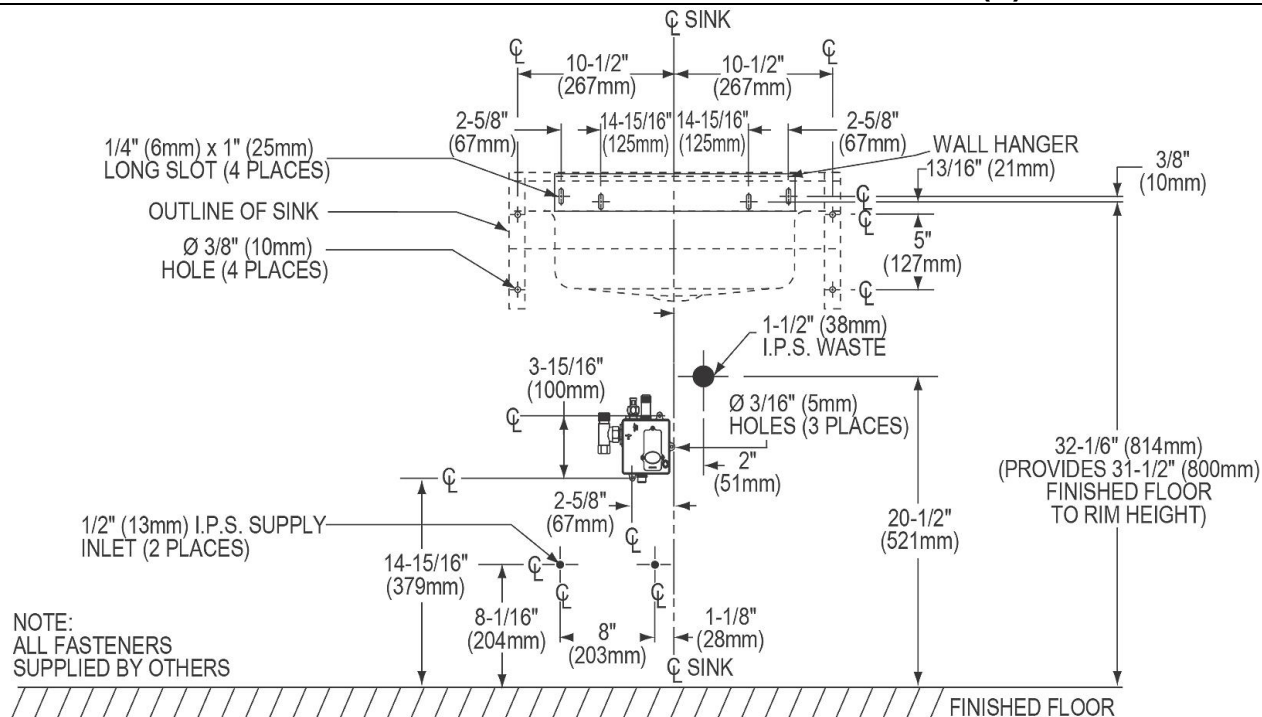 ℄ SINK
℄
℄
10-1/2"
(267mm)
10-1/2"
(267mm)
2-5/8"
(67mm)
14-15/16"
(125mm)
14-15/16"
(125mm)
2-5/8"
(67mm)
1/4" (6mm) x 1" (25mm)
LONG SLOT (4 PLACES)
WALL HANGER
13/16" (21mm)
3/8"
(10mm)
℄
℄
OUTLINE OF SINK
Ø 3/8" (10mm)
HOLE (4 PLACES)
5"
(127mm)
℄
1-1/2" (38mm)
I.P.S. WASTE
3-15/16"
(100mm)
℄
Ø 3/16" (5mm)
HOLES (3 PLACES)
32-1/6" (814mm)
(PROVIDES 31-1/2" (800mm)
FINISHED FLOOR
TO RIM HEIGHT)
2"
(51mm)
℄
2-5/8"
(67mm)
℄
20-1/2"
(521mm)
1/2" (13mm) I.P.S. SUPPLY
INLET (2 PLACES)
14-15/16"
(379mm)
℄
℄
℄
8-1/16"
(204mm)
8"
(203mm)
1-1/8"
(28mm)
NOTE:
ALL FASTENERS
SUPPLIED BY OTHERS
℄ SINK
FINISHED FLOOR